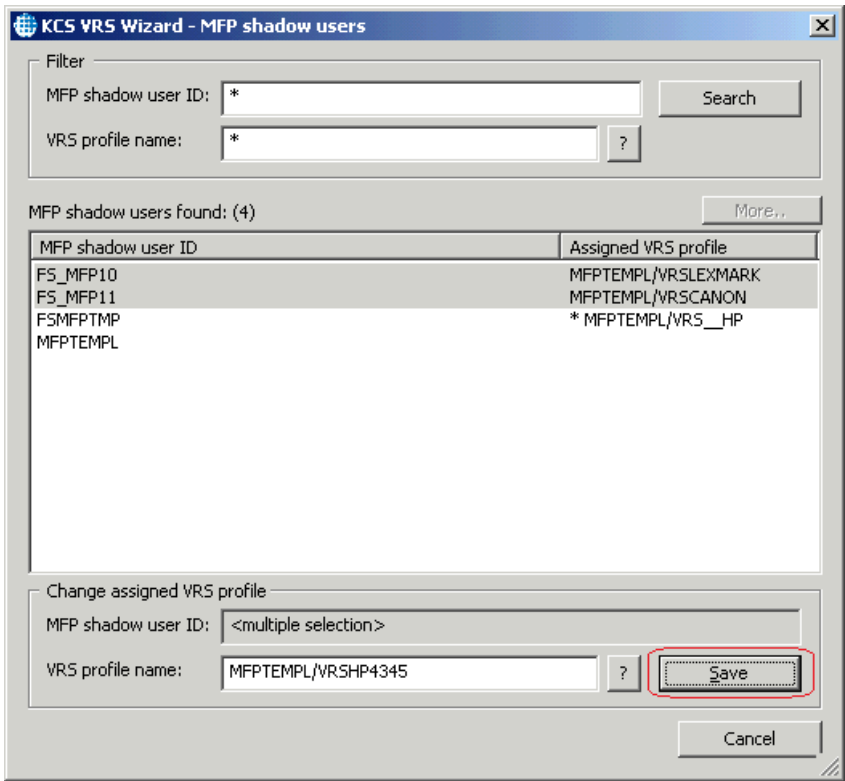 KCS VRS Wizard - MFP shadow users
Filter
MFP shadow user ID: * Search
VRS profile name: * ?
MFP shadow users found: (4) More..
MFP shadow user ID Assigned VRS profile
FS_MFP10 MFPTEMPL/VRSLEXMARK
FS_MFP11 MFPTEMPL/VRSCANON
FSMFPTMP * MFPTEMPL/VRS__HP
MFPTEMPL
Change assigned VRS profile
MFP shadow user ID: <multiple selection>
VRS profile name: MFPTEMPL/VRSHP4345 ? Save
Cancel